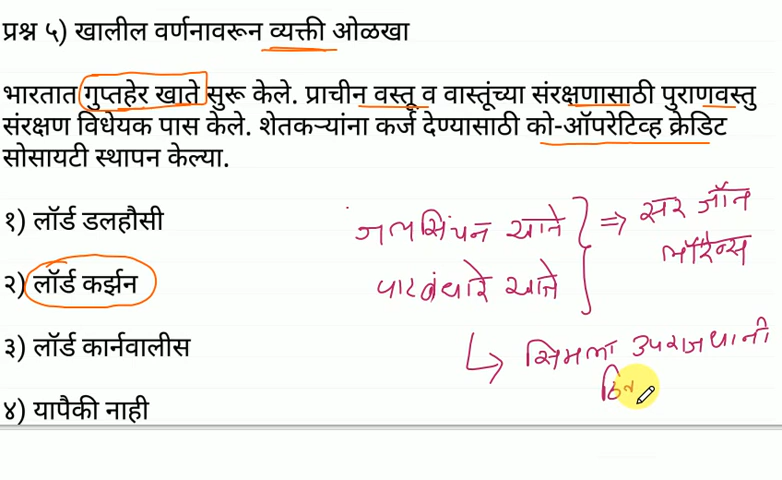 प्रश्न ५) खालील वर्णनावरून व्यक्ती ओळखा
भारतात गुप्तहेर खाते सुरू केले. प्राचीन वस्तू व वास्तूंच्या संरक्षणासाठी पुराणवस्तु
संरक्षण विधेयक पास केले. शेतकऱ्यांना कर्ज देण्यासाठी को-ऑपरेटिव्ह क्रेडिट
सोसायटी स्थापन केल्या.
१) लॉर्ड डलहौसी
२) लॉर्ड कर्झन
३) लॉर्ड कार्नवालीस
४) यापैकी नाही
जलसिंचन खाते
पाटबंधारे खाते
⇒ सर जॉन
लॉरेन्स
सिमला उपराजधानी